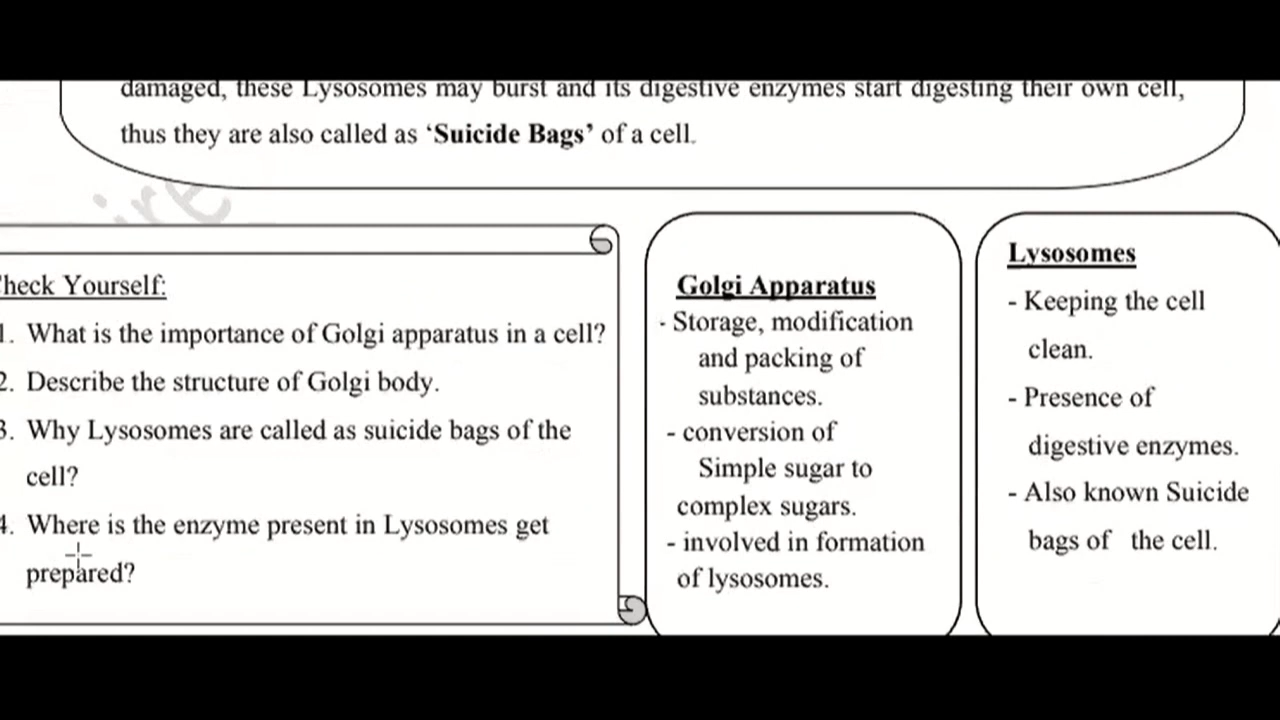 damaged, these Lysosomes may burst and its digestive enzymes start digesting their own cell,
thus they are also called as ‘Suicide Bags’ of a cell.
heck Yourself:
1. What is the importance of Golgi apparatus in a cell?
2. Describe the structure of Golgi body.
3. Why Lysosomes are called as suicide bags of the
cell?
4. Where is the enzyme present in Lysosomes get
prepared?
Golgi Apparatus
- Storage, modification
and packing of
substances.
- conversion of
Simple sugar to
complex sugars.
- involved in formation
of lysosomes.
Lysosomes
- Keeping the cell
clean.
- Presence of
digestive enzymes.
- Also known Suicide
bags of the cell.